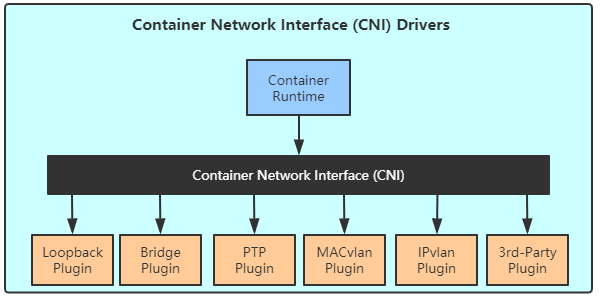 Container Network Interface (CNI) Drivers
Container
Runtime
Container Network Interface (CNI)
Loopback
Plugin
Bridge
Plugin
PTP
Plugin
MACvlan
Plugin
IPvlan
Plugin
3rd-Party
Plugin